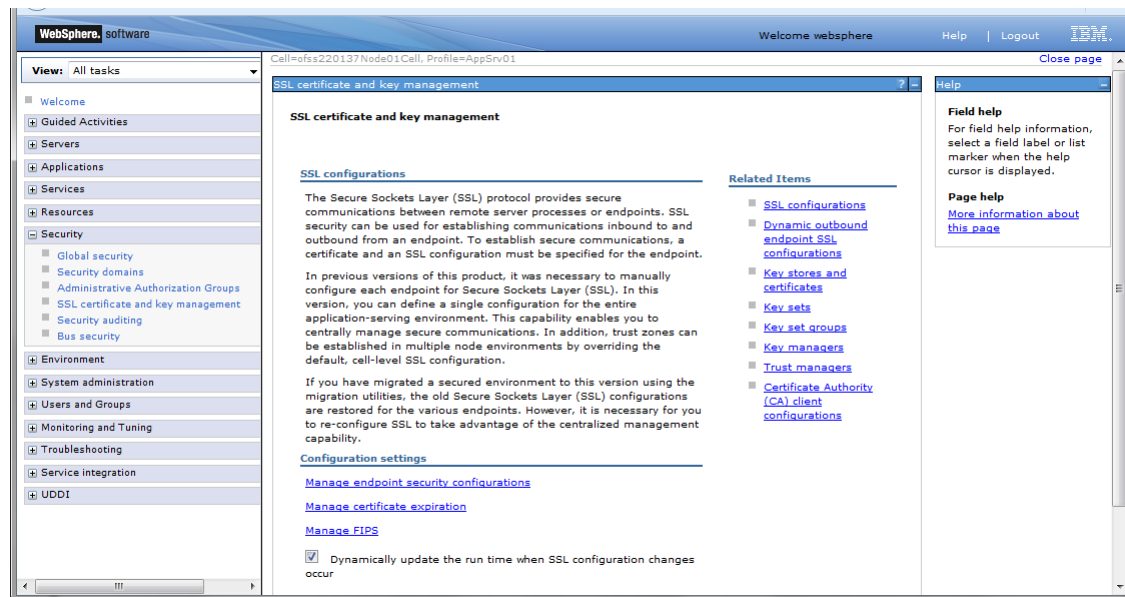 WebSphere. software
Welcome websphere
Help | Logout
IBM.
View: All tasks
Cell=ofss220137Node01Cell, Profile=AppSrv01
Close page
Welcome
Guided Activities
Servers
Applications
Services
Resources
Security
Global security
Security domains
Administrative Authorization Groups
SSL certificate and key management
Security auditing
Bus security
Environment
System administration
Users and Groups
Monitoring and Tuning
Troubleshooting
Service integration
UDDI
SSL certificate and key management
? –
SSL certificate and key management
SSL configurations
The Secure Sockets Layer (SSL) protocol provides secure
communications between remote server processes or endpoints. SSL
security can be used for establishing communications inbound to and
outbound from an endpoint. To establish secure communications, a
certificate and an SSL configuration must be specified for the endpoint.
In previous versions of this product, it was necessary to manually
configure each endpoint for Secure Sockets Layer (SSL). In this
version, you can define a single configuration for the entire
application-serving environment. This capability enables you to
centrally manage secure communications. In addition, trust zones can
be established in multiple node environments by overriding the
default, cell-level SSL configuration.
If you have migrated a secured environment to this version using the
migration utilities, the old Secure Sockets Layer (SSL) configurations
are restored for the various endpoints. However, it is necessary for you
to re-configure SSL to take advantage of the centralized management
capability.
Configuration settings
Manage endpoint security configurations
Manage certificate expiration
Manage FIPS
Dynamically update the run time when SSL configuration changes
occur
Related Items
SSL configurations
Dynamic outbound
endpoint SSL
configurations
Key stores and
certificates
Key sets
Key set groups
Key managers
Trust managers
Certificate Authority
(CA) client
configurations
Help
Field help
For field help information,
select a field label or list
marker when the help
cursor is displayed.
Page help
More information about
this page